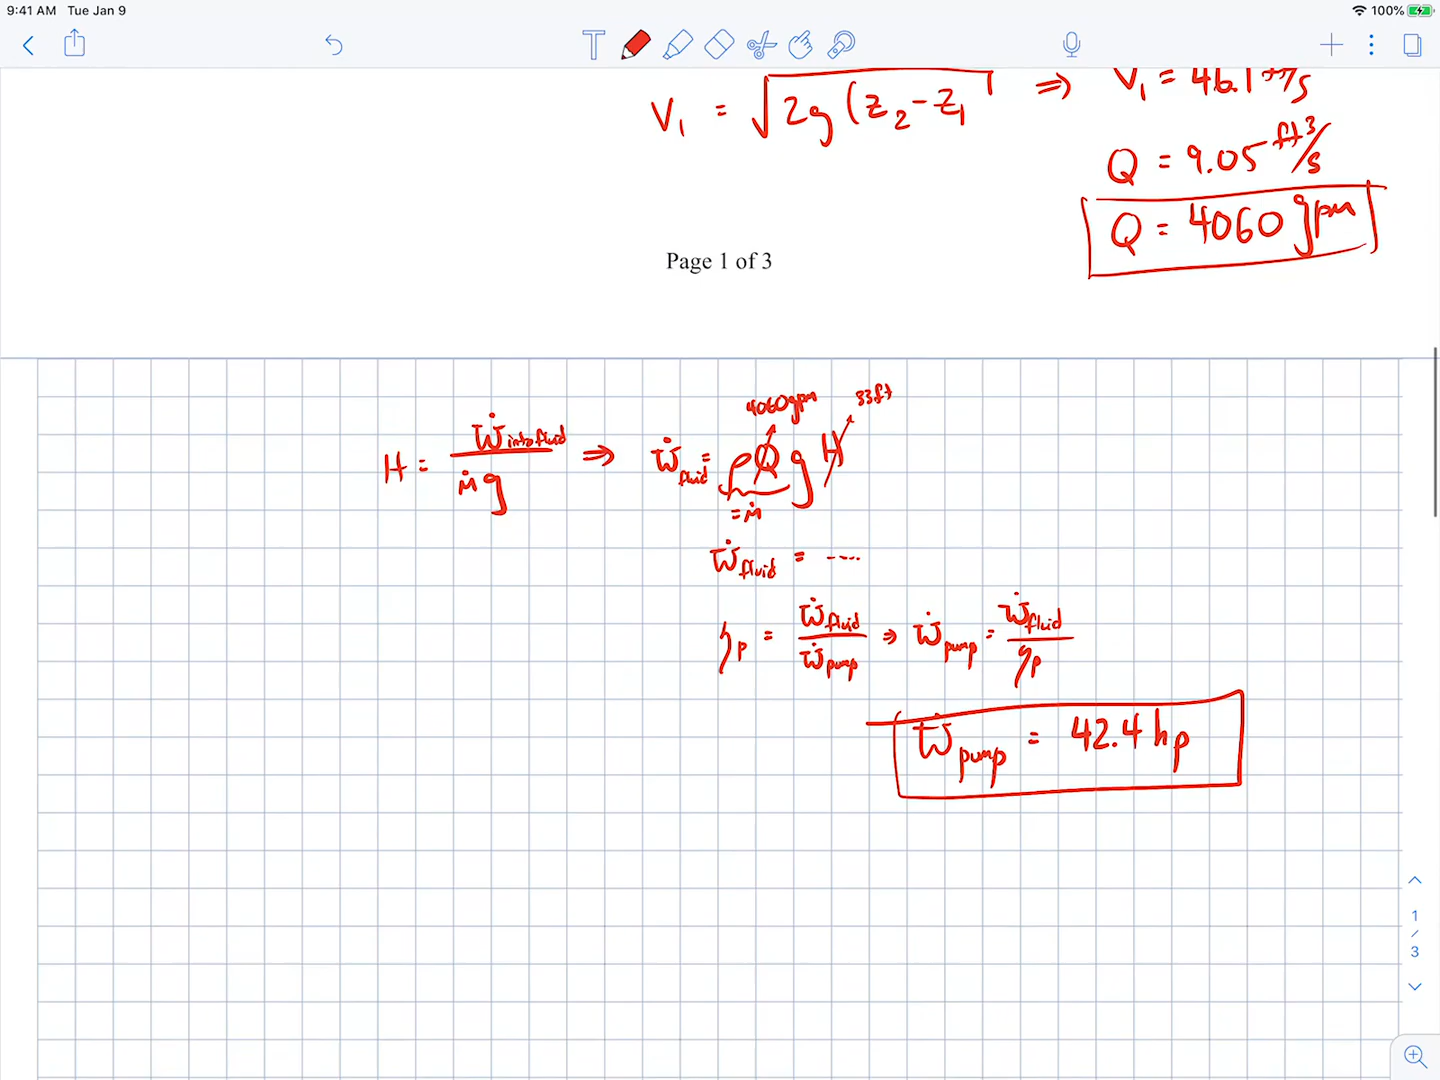 9:41 AM Tue Jan 9
100%
V₁ = √2g(z₂-z₁ ⇒ V₁ = 46.1 ft/s
Q = 9.05 ft³/s
Q = 4060 gpm
Page 1 of 3
4060gpm 33ft
H = Ẇinto fluid / ṁg ⇒ Ẇfluid = ρQgH
= ṁ
Ẇfluid = ----
ηp = Ẇfluid / Ẇpump ⇒ Ẇpump = Ẇfluid / ηp
Ẇpump = 42.4 hp
1
/
3